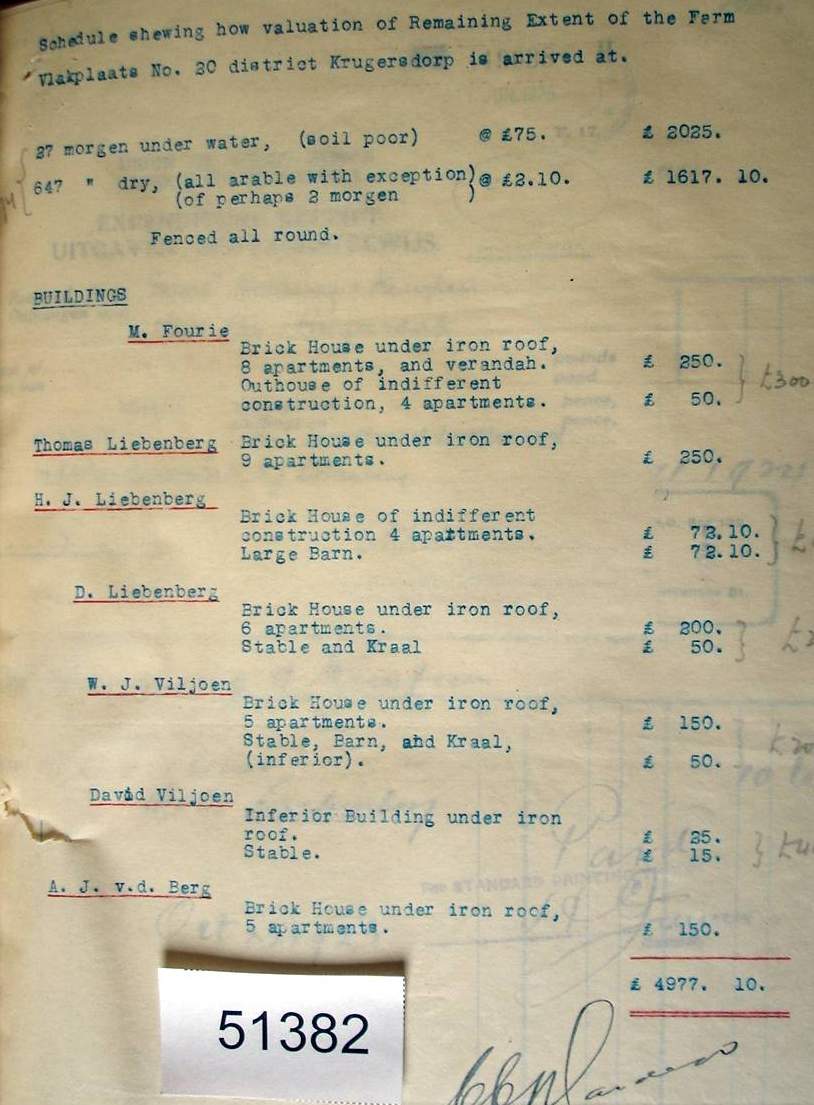 Schedule shewing how valuation of Remaining Extent of the Farm
Vlakplaats No. 20 district Krugersdorp is arrived at.
27 morgen under water, (soil poor) @ £75. £ 2025.
647 " dry, (all arable with exception) @ £2.10. £ 1617. 10.
(of perhaps 2 morgen )
Fenced all round.
BUILDINGS
M. Fourie
Brick House under iron roof,
8 apartments, and verandah. £ 250.
Outhouse of indifferent
construction, 4 apartments. £ 50. } £300
Thomas Liebenberg Brick House under iron roof,
9 apartments. £ 250.
H. J. Liebenberg
Brick House of indifferent
construction 4 apattments. £ 72.10.
Large Barn. £ 72.10.
D. Liebenberg
Brick House under iron roof,
6 apartments. £ 200.
Stable and Kraal £ 50.
W. J. Viljoen
Brick House under iron roof,
5 apartments. £ 150.
Stable, Barn, and Kraal,
(inferior). £ 50.
David Viljoen
Inferior Building under iron
roof. £ 25.
Stable. £ 15.
A. J. v.d. Berg
Brick House under iron roof,
5 apartments. £ 150.
£ 4977. 10.
51382